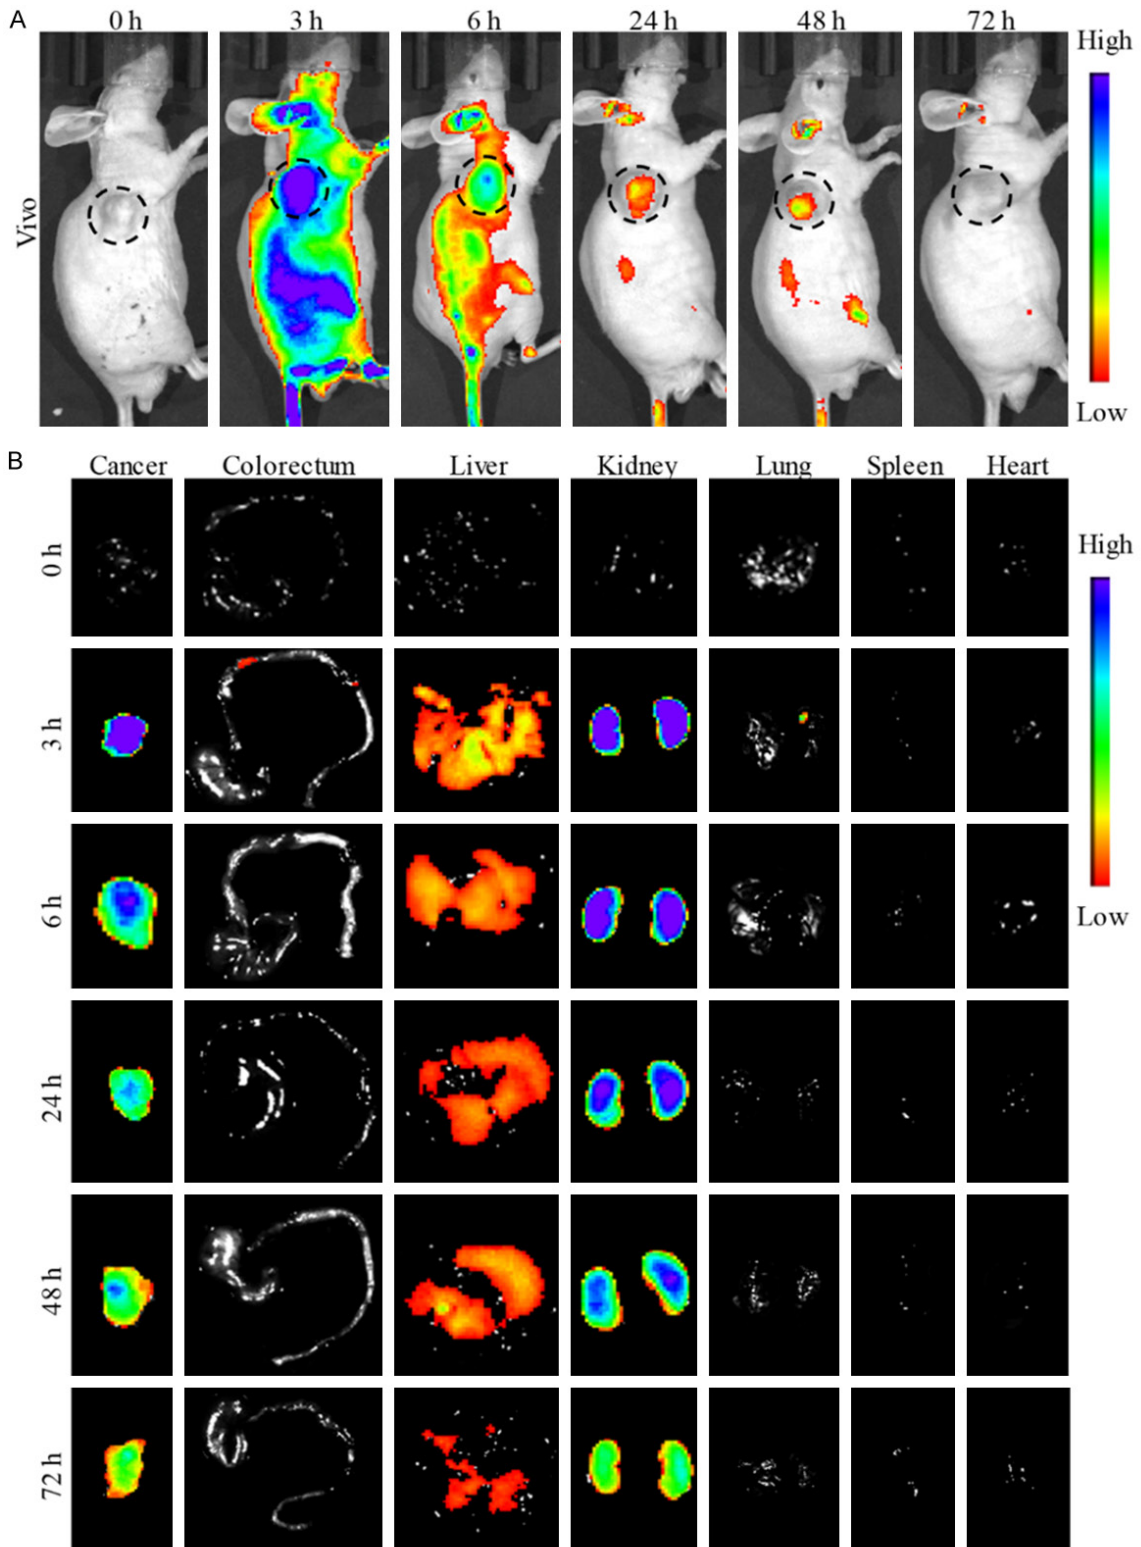 A
0 h 3 h 6 h 24 h 48 h 72 h
High
Vivo
Low
B
Cancer Colorectum Liver Kidney Lung Spleen Heart
0 h
High
3 h
6 h
Low
24 h
48 h
72 h